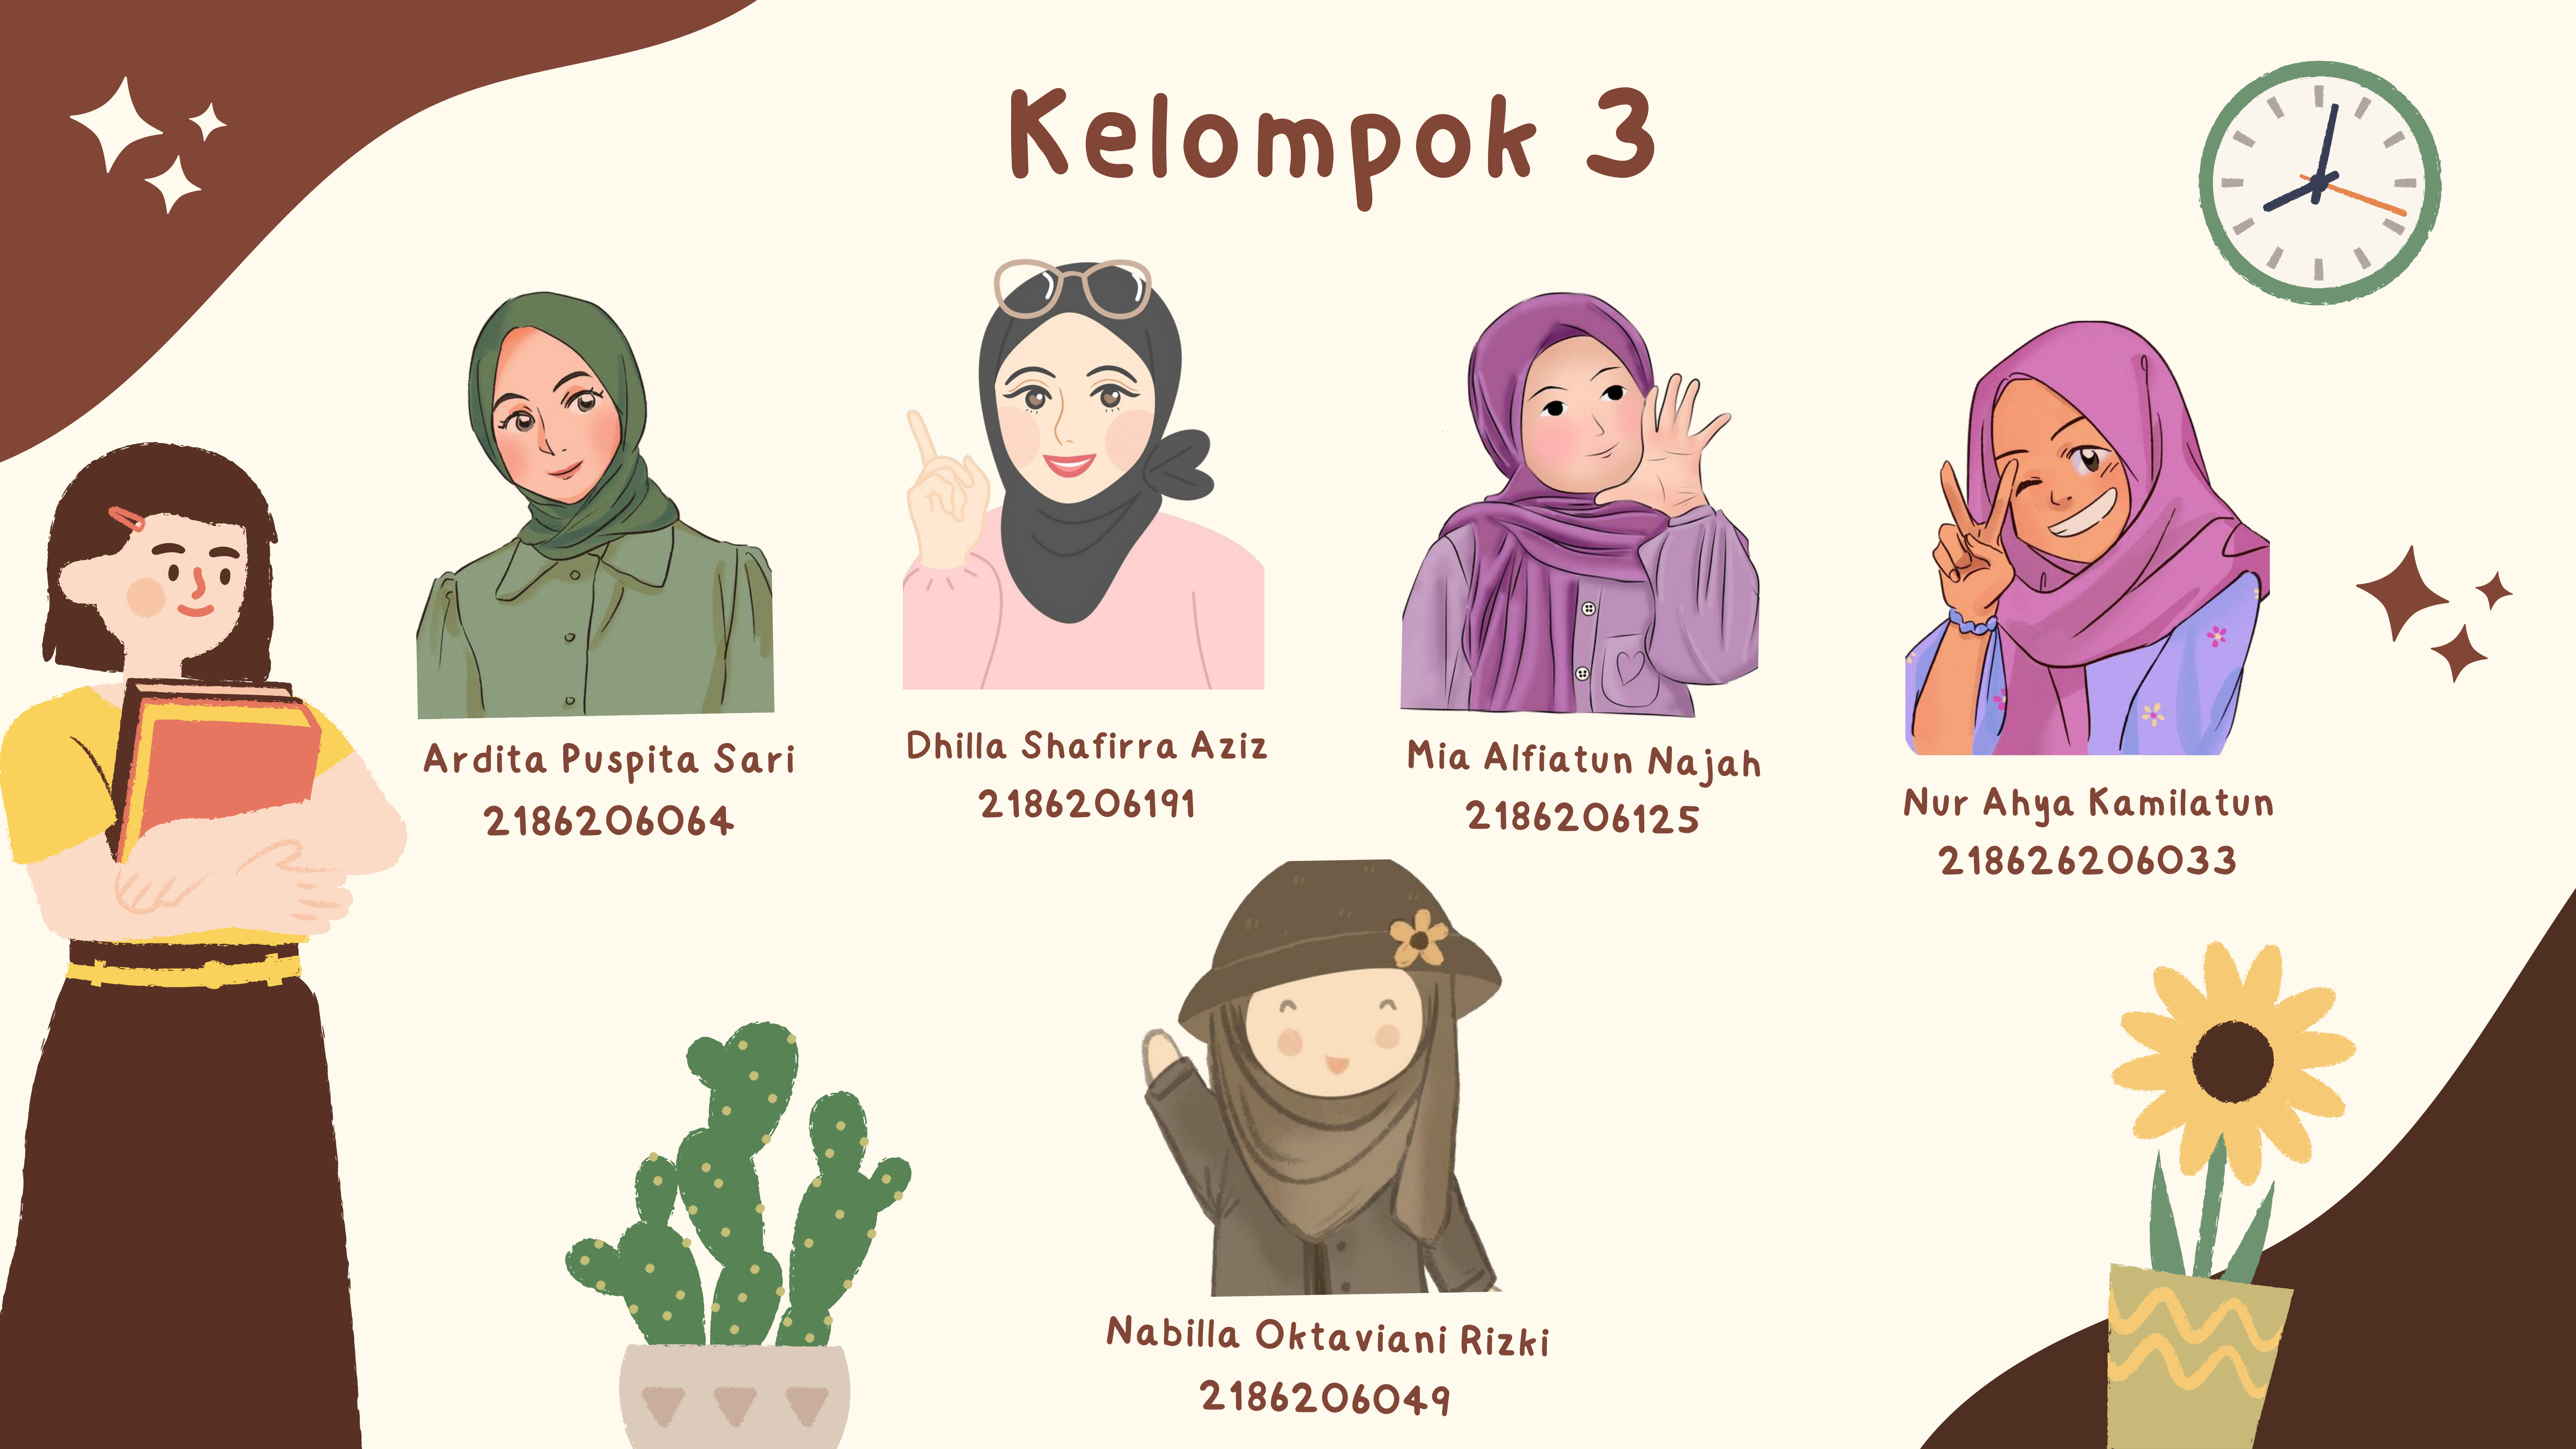 Kelompok 3
Ardita Puspita Sari
2186206064
Dhilla Shafirra Aziz
2186206191
Mia Alfiatun Najah
2186206125
Nur Ahya Kamilatun
218626206033
Nabilla Oktaviani Rizki
2186206049